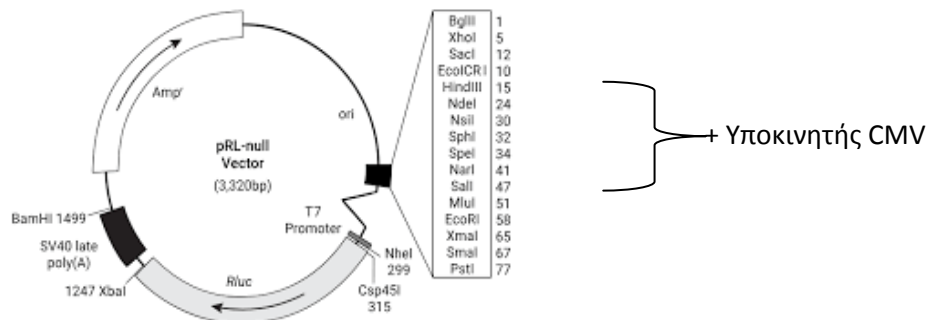 BglII 1
XhoI 5
SacI 12
EcoICRI 10
HindIII 15
NdeI 24
NsiI 30
SphI 32
SpeI 34
NarI 41
SalI 47
MluI 51
EcoRI 58
XmaI 65
SmaI 67
PstI 77
+ Υποκινητής CMV
Ampʳ
ori
pRL-null
Vector
(3,320bp)
T7
Promoter
BamHI 1499
SV40 late
poly(A)
1247 XbaI
Rluc
NheI
299
Csp45I
315